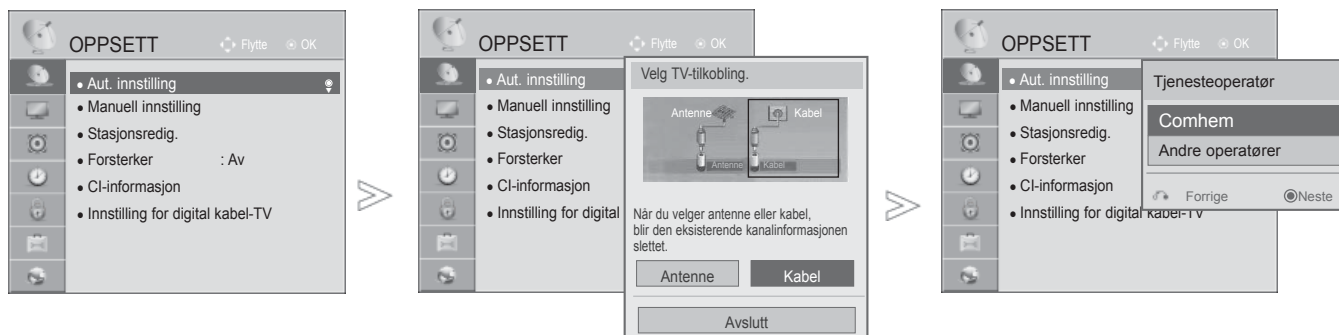 OPPSETT
Flytte OK
Aut. innstilling
Manuell innstilling
Stasjonsredig.
Forsterker : Av
CI-informasjon
Innstilling for digital kabel-TV
OPPSETT
Flytte OK
Aut. innstilling
Manuell innstilling
Stasjonsredig.
Forsterker
CI-informasjon
Innstilling for digital
Velg TV-tilkobling.
Antenne Kabel
Antenne Kabel
Når du velger antenne eller kabel,
blir den eksisterende kanalinformasjonen
slettet.
Antenne Kabel
Avslutt
OPPSETT
Flytte OK
Aut. innstilling
Manuell innstilling
Stasjonsredig.
Forsterker
CI-informasjon
Innstilling for digital kabel-TV
Tjenesteoperatør
Comhem
Andre operatører
Forrige Neste